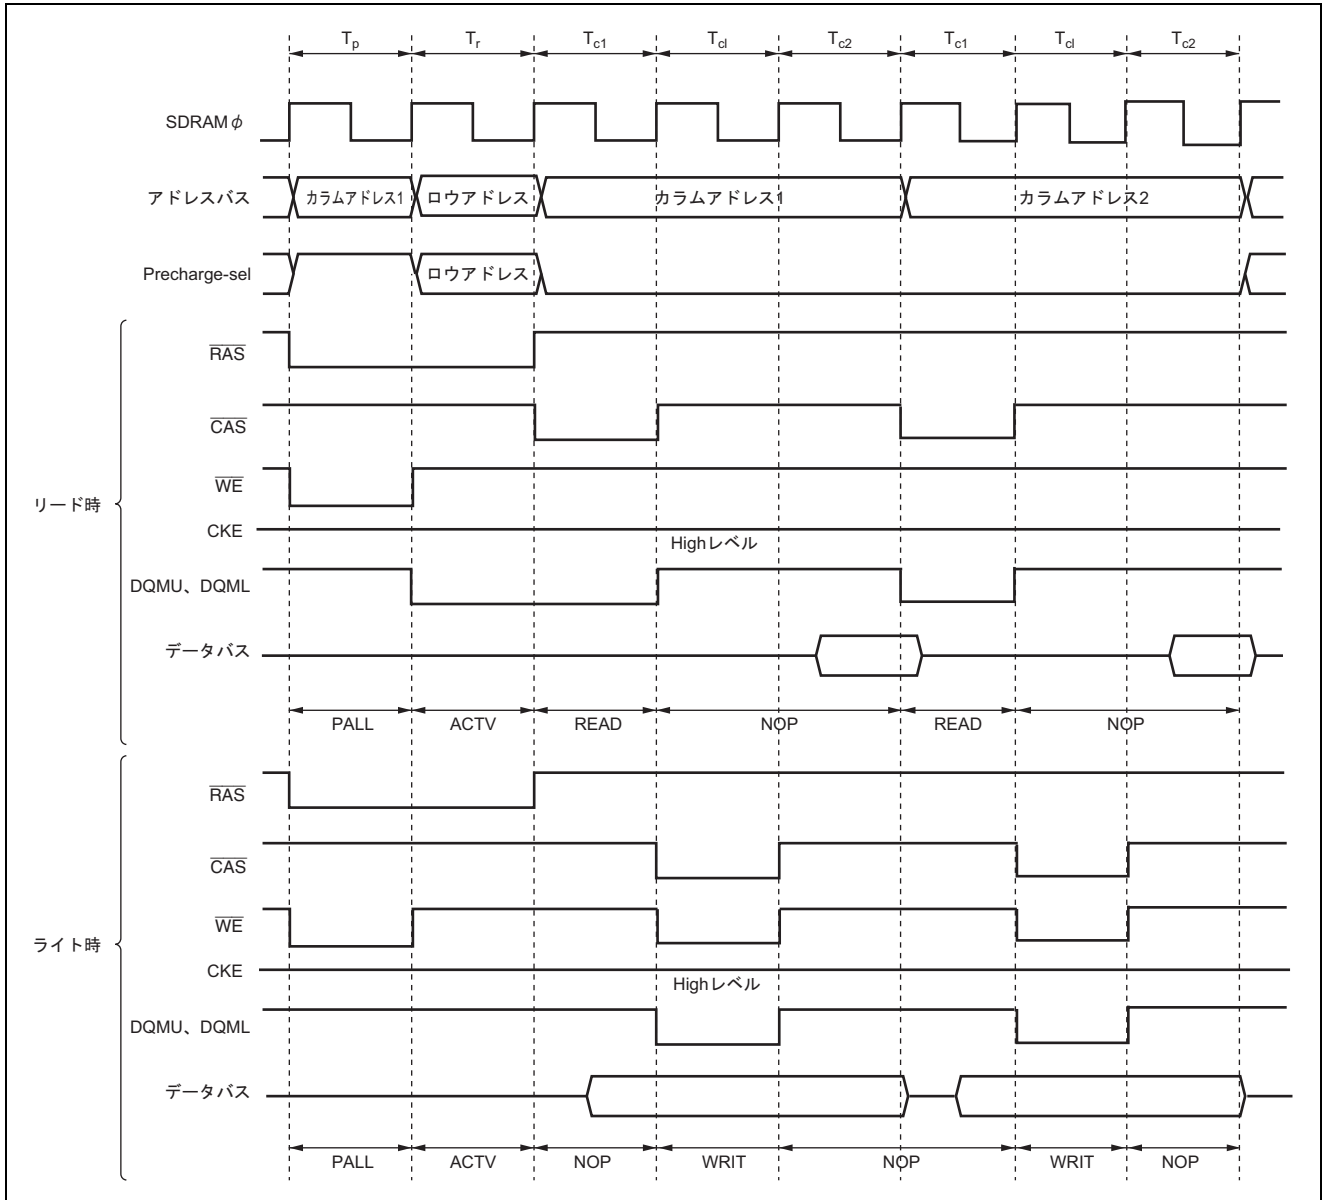 Tp Tr Tc1 Tcl Tc2 Tc1 Tcl Tc2
SDRAMφ
アドレスバス カラムアドレス1 ロウアドレス カラムアドレス1 カラムアドレス2
Precharge-sel ロウアドレス
リード時
RAS
CAS
WE
CKE
Highレベル
DQMU、DQML
データバス
PALL ACTV READ NOP READ NOP
ライト時
RAS
CAS
WE
CKE
Highレベル
DQMU、DQML
データバス
PALL ACTV NOP WRIT NOP WRIT NOP